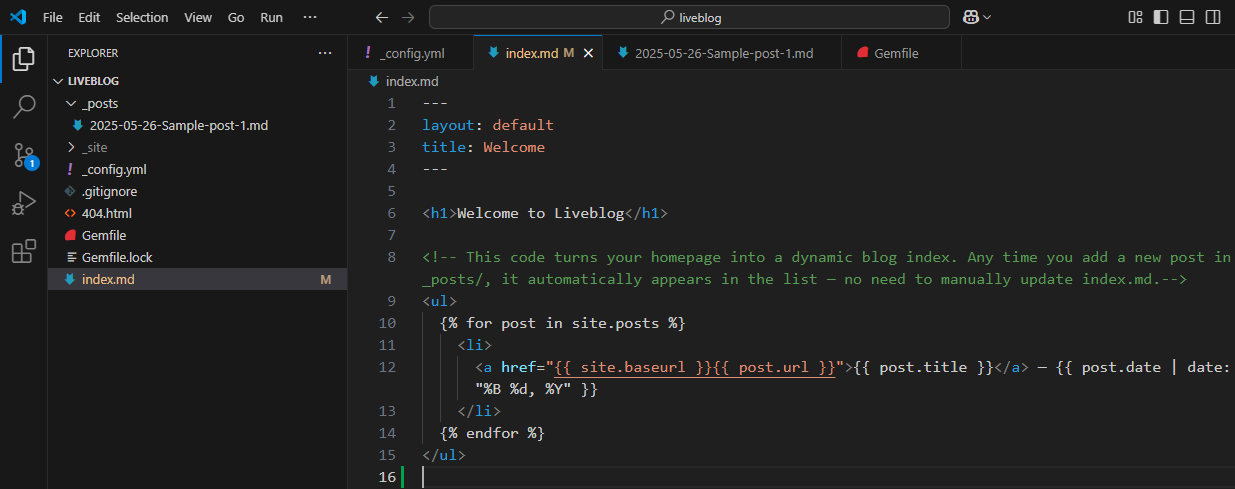 File Edit Selection View Go Run ··· liveblog
EXPLORER ···
LIVEBLOG
_posts
2025-05-26-Sample-post-1.md
_site
_config.yml
.gitignore
404.html
Gemfile
Gemfile.lock
index.md M
1
! _config.yml index.md M 2025-05-26-Sample-post-1.md Gemfile
index.md
1 ---
2 layout: default
3 title: Welcome
4 ---
5
6 <h1>Welcome to Liveblog</h1>
7
8 <!-- This code turns your homepage into a dynamic blog index. Any time you add a new post in
_posts/, it automatically appears in the list — no need to manually update index.md.-->
9 <ul>
10 {% for post in site.posts %}
11 <li>
12 <a href="{{ site.baseurl }}{{ post.url }}">{{ post.title }}</a> — {{ post.date | date:
"%B %d, %Y" }}
13 </li>
14 {% endfor %}
15 </ul>
16